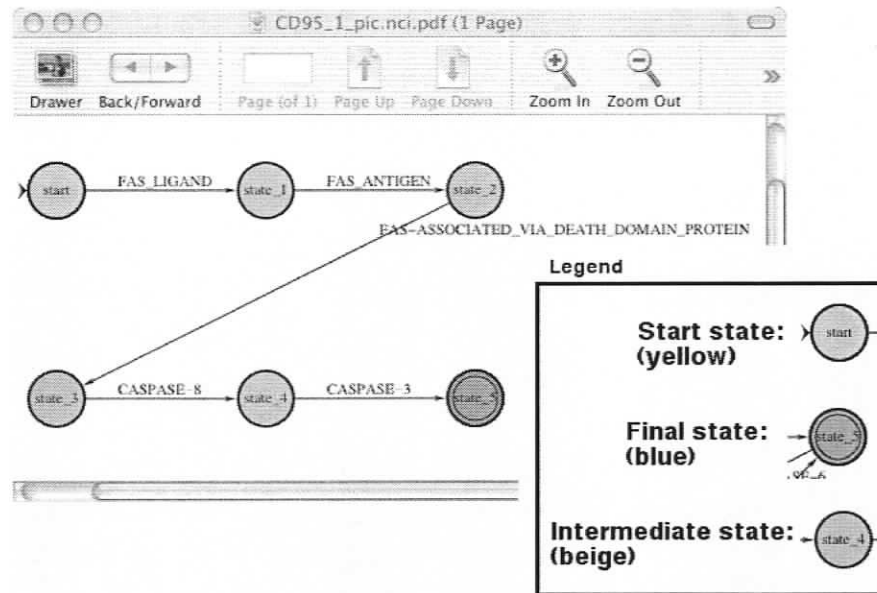 CD95_1_pic.nci.pdf (1 Page)
Drawer Back/Forward Page (of 1) Page Up Page Down Zoom In Zoom Out
start FAS_LIGAND state_1 FAS_ANTIGEN state_2
FAS-ASSOCIATED_VIA_DEATH_DOMAIN_PROTEIN
state_3 CASPASE-8 state_4 CASPASE-3 state_5
Legend
Start state:
(yellow)
start
Final state:
(blue)
state_5
Intermediate state:
(beige)
state_4